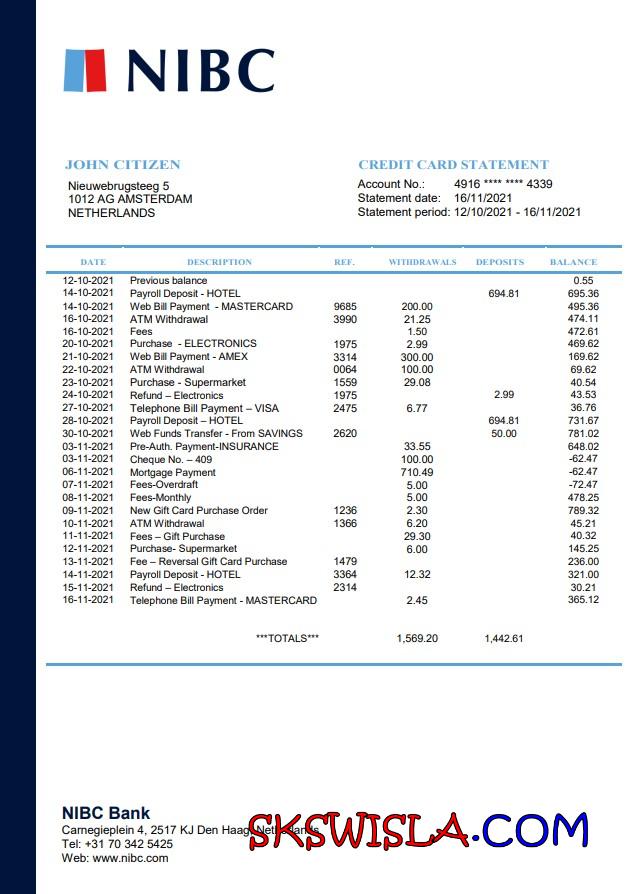 NIBC
JOHN CITIZEN
Nieuwebrugsteeg 5
1012 AG AMSTERDAM
NETHERLANDS
CREDIT CARD STATEMENT
Account No.: 4916 **** **** 4339
Statement date: 16/11/2021
Statement period: 12/10/2021 - 16/11/2021
DATE DESCRIPTION REF. WITHDRAWALS DEPOSITS BALANCE
12-10-2021 Previous balance 0.55
14-10-2021 Payroll Deposit - HOTEL 694.81 695.36
14-10-2021 Web Bill Payment - MASTERCARD 9685 200.00 495.36
16-10-2021 ATM Withdrawal 3990 21.25 474.11
16-10-2021 Fees 1.50 472.61
20-10-2021 Purchase - ELECTRONICS 1975 2.99 469.62
21-10-2021 Web Bill Payment - AMEX 3314 300.00 169.62
22-10-2021 ATM Withdrawal 0064 100.00 69.62
23-10-2021 Purchase - Supermarket 1559 29.08 40.54
24-10-2021 Refund – Electronics 1975 2.99 43.53
27-10-2021 Telephone Bill Payment – VISA 2475 6.77 36.76
28-10-2021 Payroll Deposit – HOTEL 694.81 731.67
30-10-2021 Web Funds Transfer - From SAVINGS 2620 50.00 781.02
03-11-2021 Pre-Auth. Payment-INSURANCE 33.55 648.02
03-11-2021 Cheque No. – 409 100.00 -62.47
06-11-2021 Mortgage Payment 710.49 -62.47
07-11-2021 Fees-Overdraft 5.00 -72.47
08-11-2021 Fees-Monthly 5.00 478.25
09-11-2021 New Gift Card Purchase Order 1236 2.30 789.32
10-11-2021 ATM Withdrawal 1366 6.20 45.21
11-11-2021 Fees – Gift Purchase 29.30 40.32
12-11-2021 Purchase- Supermarket 6.00 145.25
13-11-2021 Fee – Reversal Gift Card Purchase 1479 236.00
14-11-2021 Payroll Deposit - HOTEL 3364 12.32 321.00
15-11-2021 Refund – Electronics 2314 30.21
16-11-2021 Telephone Bill Payment - MASTERCARD 2.45 365.12
***TOTALS*** 1,569.20 1,442.61
NIBC Bank
Carnegieplein 4, 2517 KJ Den Haag, Netherlands
Tel: +31 70 342 5425
Web: www.nibc.com
SKSWISLA.COM